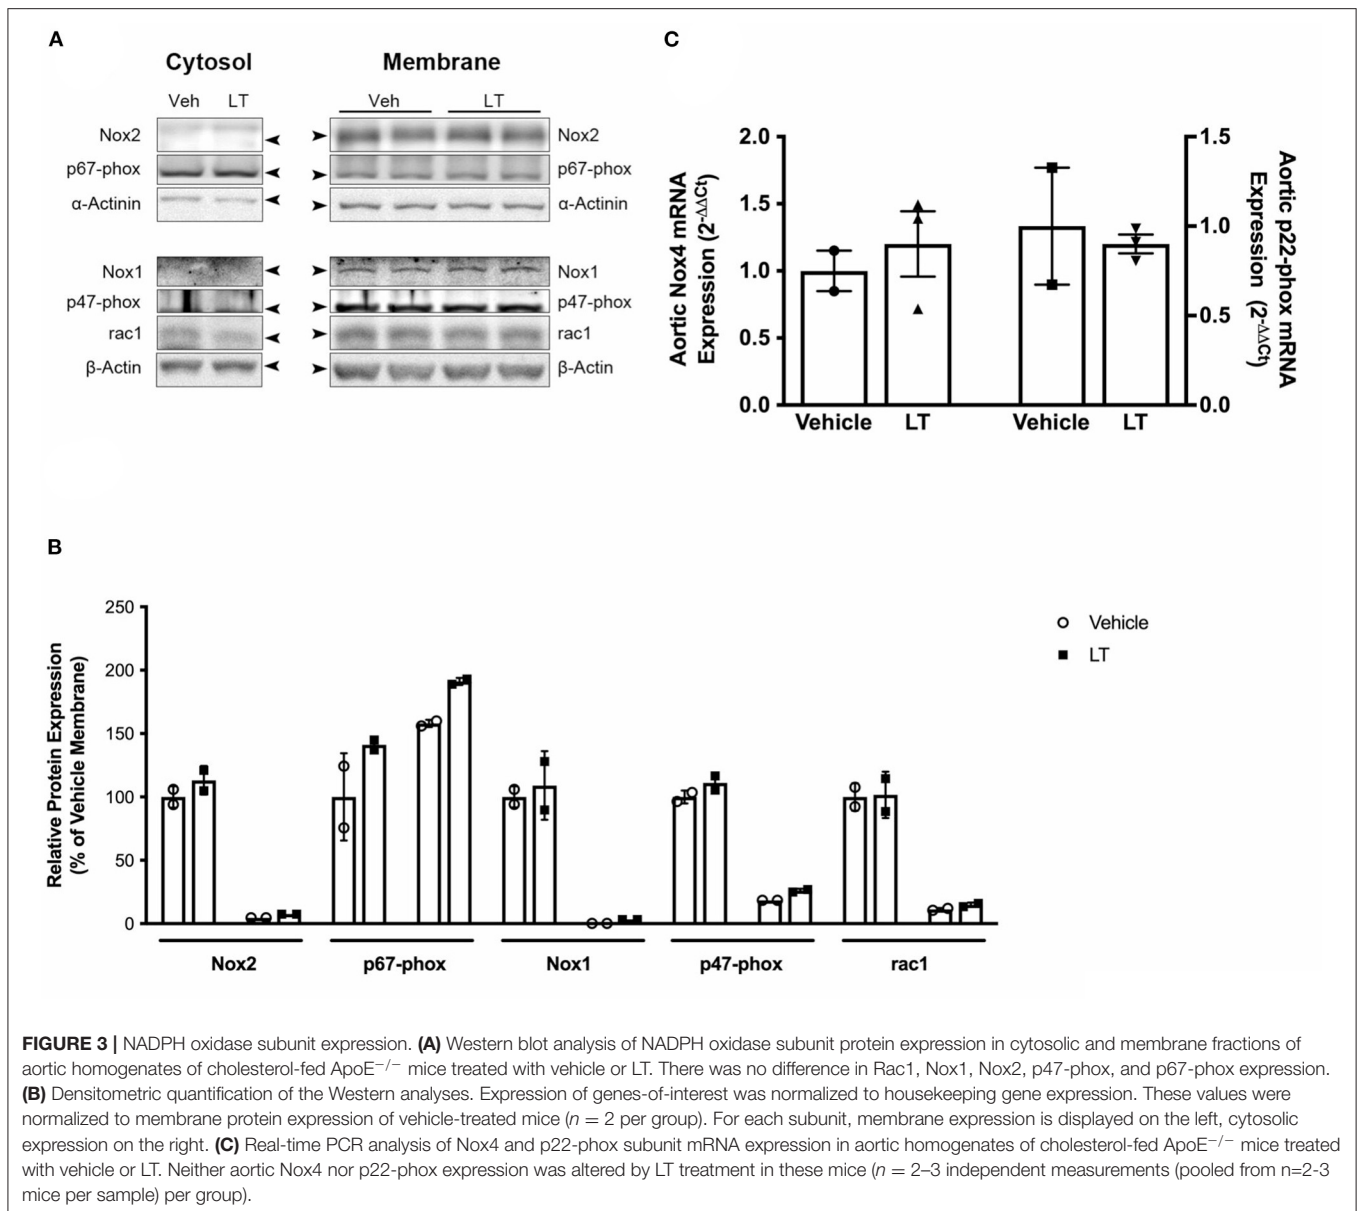 A
Cytosol Membrane
Veh LT Veh LT
Nox2 Nox2
p67-phox p67-phox
α-Actinin α-Actinin
Nox1 Nox1
p47-phox p47-phox
rac1 rac1
β-Actin β-Actin
C
Aortic Nox4 mRNA
Expression (2-ΔΔCt)
2.0
1.5
1.0
0.5
0.0
Vehicle LT Vehicle LT
1.5
1.0
0.5
0.0
Aortic p22-phox mRNA
Expression (2-ΔΔCt)
B
Relative Protein Expression
(% of Vehicle Membrane)
250
200
150
100
50
0
Nox2 p67-phox Nox1 p47-phox rac1
Vehicle
LT
FIGURE 3 | NADPH oxidase subunit expression. (A) Western blot analysis of NADPH oxidase subunit protein expression in cytosolic and membrane fractions of
aortic homogenates of cholesterol-fed ApoE−/− mice treated with vehicle or LT. There was no difference in Rac1, Nox1, Nox2, p47-phox, and p67-phox expression.
(B) Densitometric quantification of the Western analyses. Expression of genes-of-interest was normalized to housekeeping gene expression. These values were
normalized to membrane protein expression of vehicle-treated mice (n = 2 per group). For each subunit, membrane expression is displayed on the left, cytosolic
expression on the right. (C) Real-time PCR analysis of Nox4 and p22-phox subunit mRNA expression in aortic homogenates of cholesterol-fed ApoE−/− mice treated
with vehicle or LT. Neither aortic Nox4 nor p22-phox expression was altered by LT treatment in these mice (n = 2–3 independent measurements (pooled from n=2-3
mice per sample) per group).